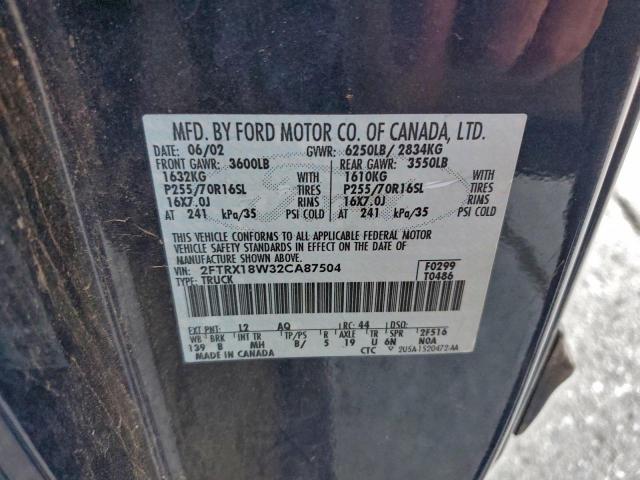 MFD. BY FORD MOTOR CO. OF CANADA, LTD.
DATE: 06/02 GVWR: 6250LB/ 2834KG
FRONT GAWR: 3600LB REAR GAWR: 3550LB
1632KG WITH 1610KG WITH
P255/70R16SL TIRES P255/70R16SL TIRES
16X7.0J RIMS 16X7.0J RIMS
AT 241 kPa/35 PSI COLD AT 241 kPa/35 PSI COLD
THIS VEHICLE CONFORMS TO ALL APPLICABLE FEDERAL MOTOR
VEHICLE SAFETY STANDARDS IN EFFECT ON THE DATE OF
MANUFACTURE SHOWN ABOVE.
VIN: 2FTRX18W32CA87504 F0299
TYPE: TRUCK T0486
EXT PNT: L2 AQ RC: 44 DSO:
WB BRK INT TR TP/PS R AXLE TR SPR 2F516
139 B MH B/ 5 19 U 6N NOA
MADE IN CANADA CTC 2U5A-1520472-AA